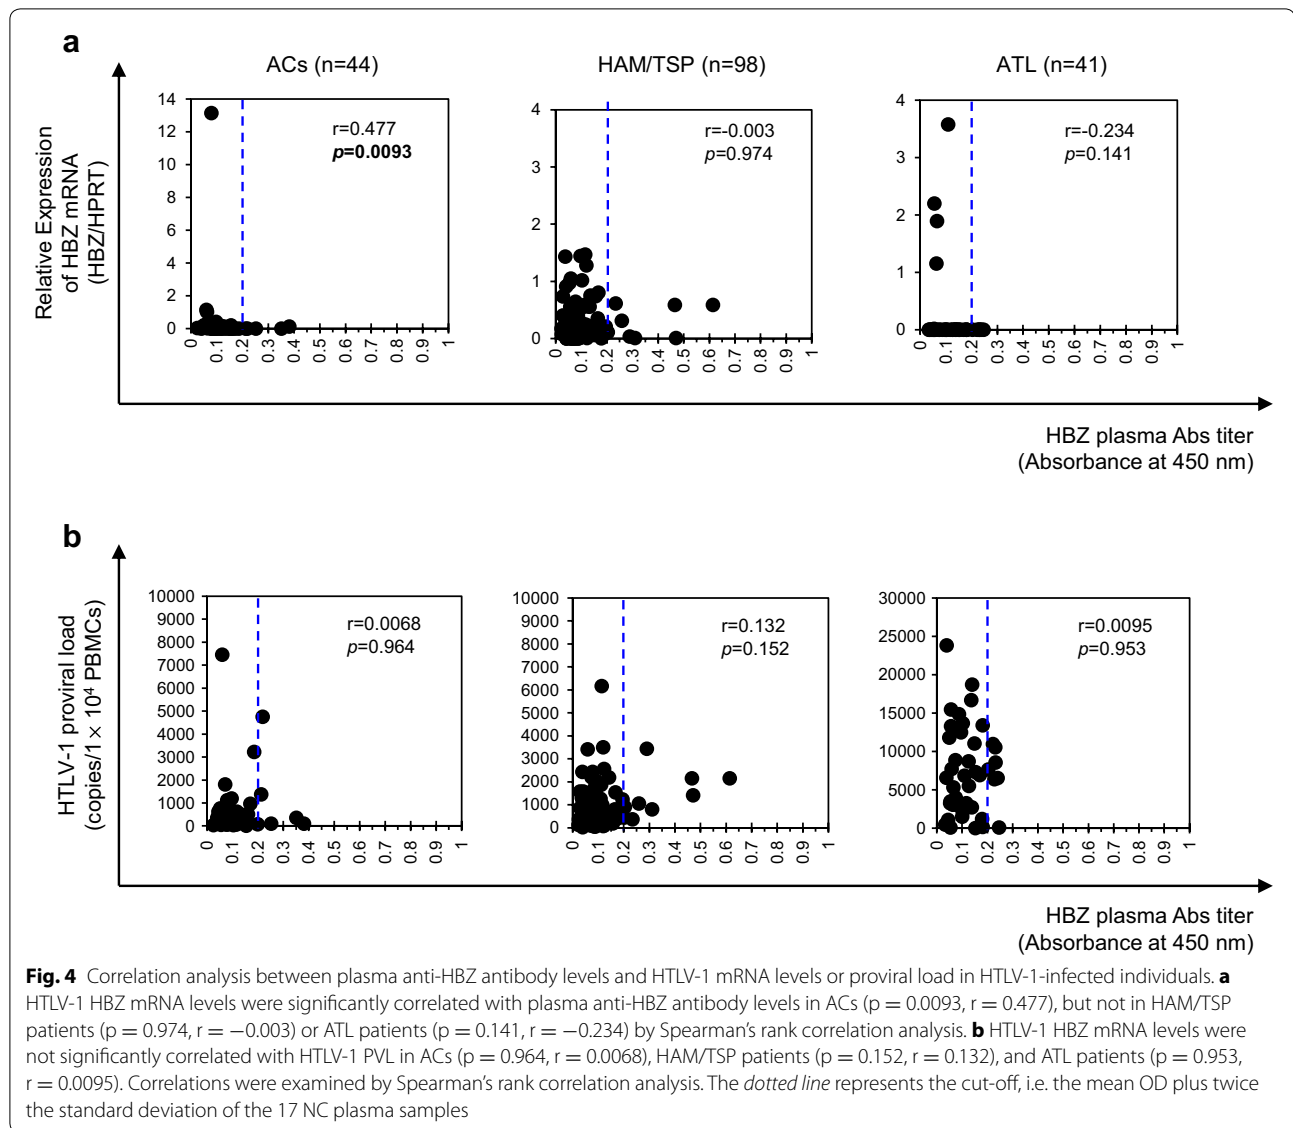 a
ACs (n=44)
HAM/TSP (n=98)
ATL (n=41)
Relative Expression
of HBZ mRNA
(HBZ/HPRT)
14
12
10
8
6
4
2
0
r=0.477
p=0.0093
0 0.1 0.2 0.3 0.4 0.5 0.6 0.7 0.8 0.9 1
4
3
2
1
0
r=-0.003
p=0.974
0 0.1 0.2 0.3 0.4 0.5 0.6 0.7 0.8 0.9 1
4
3
2
1
0
r=-0.234
p=0.141
0 0.1 0.2 0.3 0.4 0.5 0.6 0.7 0.8 0.9 1
HBZ plasma Abs titer
(Absorbance at 450 nm)
b
HTLV-1 proviral load
(copies/1 × 10⁴ PBMCs)
10000
9000
8000
7000
6000
5000
4000
3000
2000
1000
0
r=0.0068
p=0.964
0 0.1 0.2 0.3 0.4 0.5 0.6 0.7 0.8 0.9 1
10000
9000
8000
7000
6000
5000
4000
3000
2000
1000
0
r=0.132
p=0.152
0 0.1 0.2 0.3 0.4 0.5 0.6 0.7 0.8 0.9 1
30000
25000
20000
15000
10000
5000
0
r=0.0095
p=0.953
0 0.1 0.2 0.3 0.4 0.5 0.6 0.7 0.8 0.9 1
HBZ plasma Abs titer
(Absorbance at 450 nm)
Fig. 4 Correlation analysis between plasma anti-HBZ antibody levels and HTLV-1 mRNA levels or proviral load in HTLV-1-infected individuals. a
HTLV-1 HBZ mRNA levels were significantly correlated with plasma anti-HBZ antibody levels in ACs (p = 0.0093, r = 0.477), but not in HAM/TSP
patients (p = 0.974, r = −0.003) or ATL patients (p = 0.141, r = −0.234) by Spearman's rank correlation analysis. b HTLV-1 HBZ mRNA levels were
not significantly correlated with HTLV-1 PVL in ACs (p = 0.964, r = 0.0068), HAM/TSP patients (p = 0.152, r = 0.132), and ATL patients (p = 0.953,
r = 0.0095). Correlations were examined by Spearman's rank correlation analysis. The dotted line represents the cut-off, i.e. the mean OD plus twice
the standard deviation of the 17 NC plasma samples